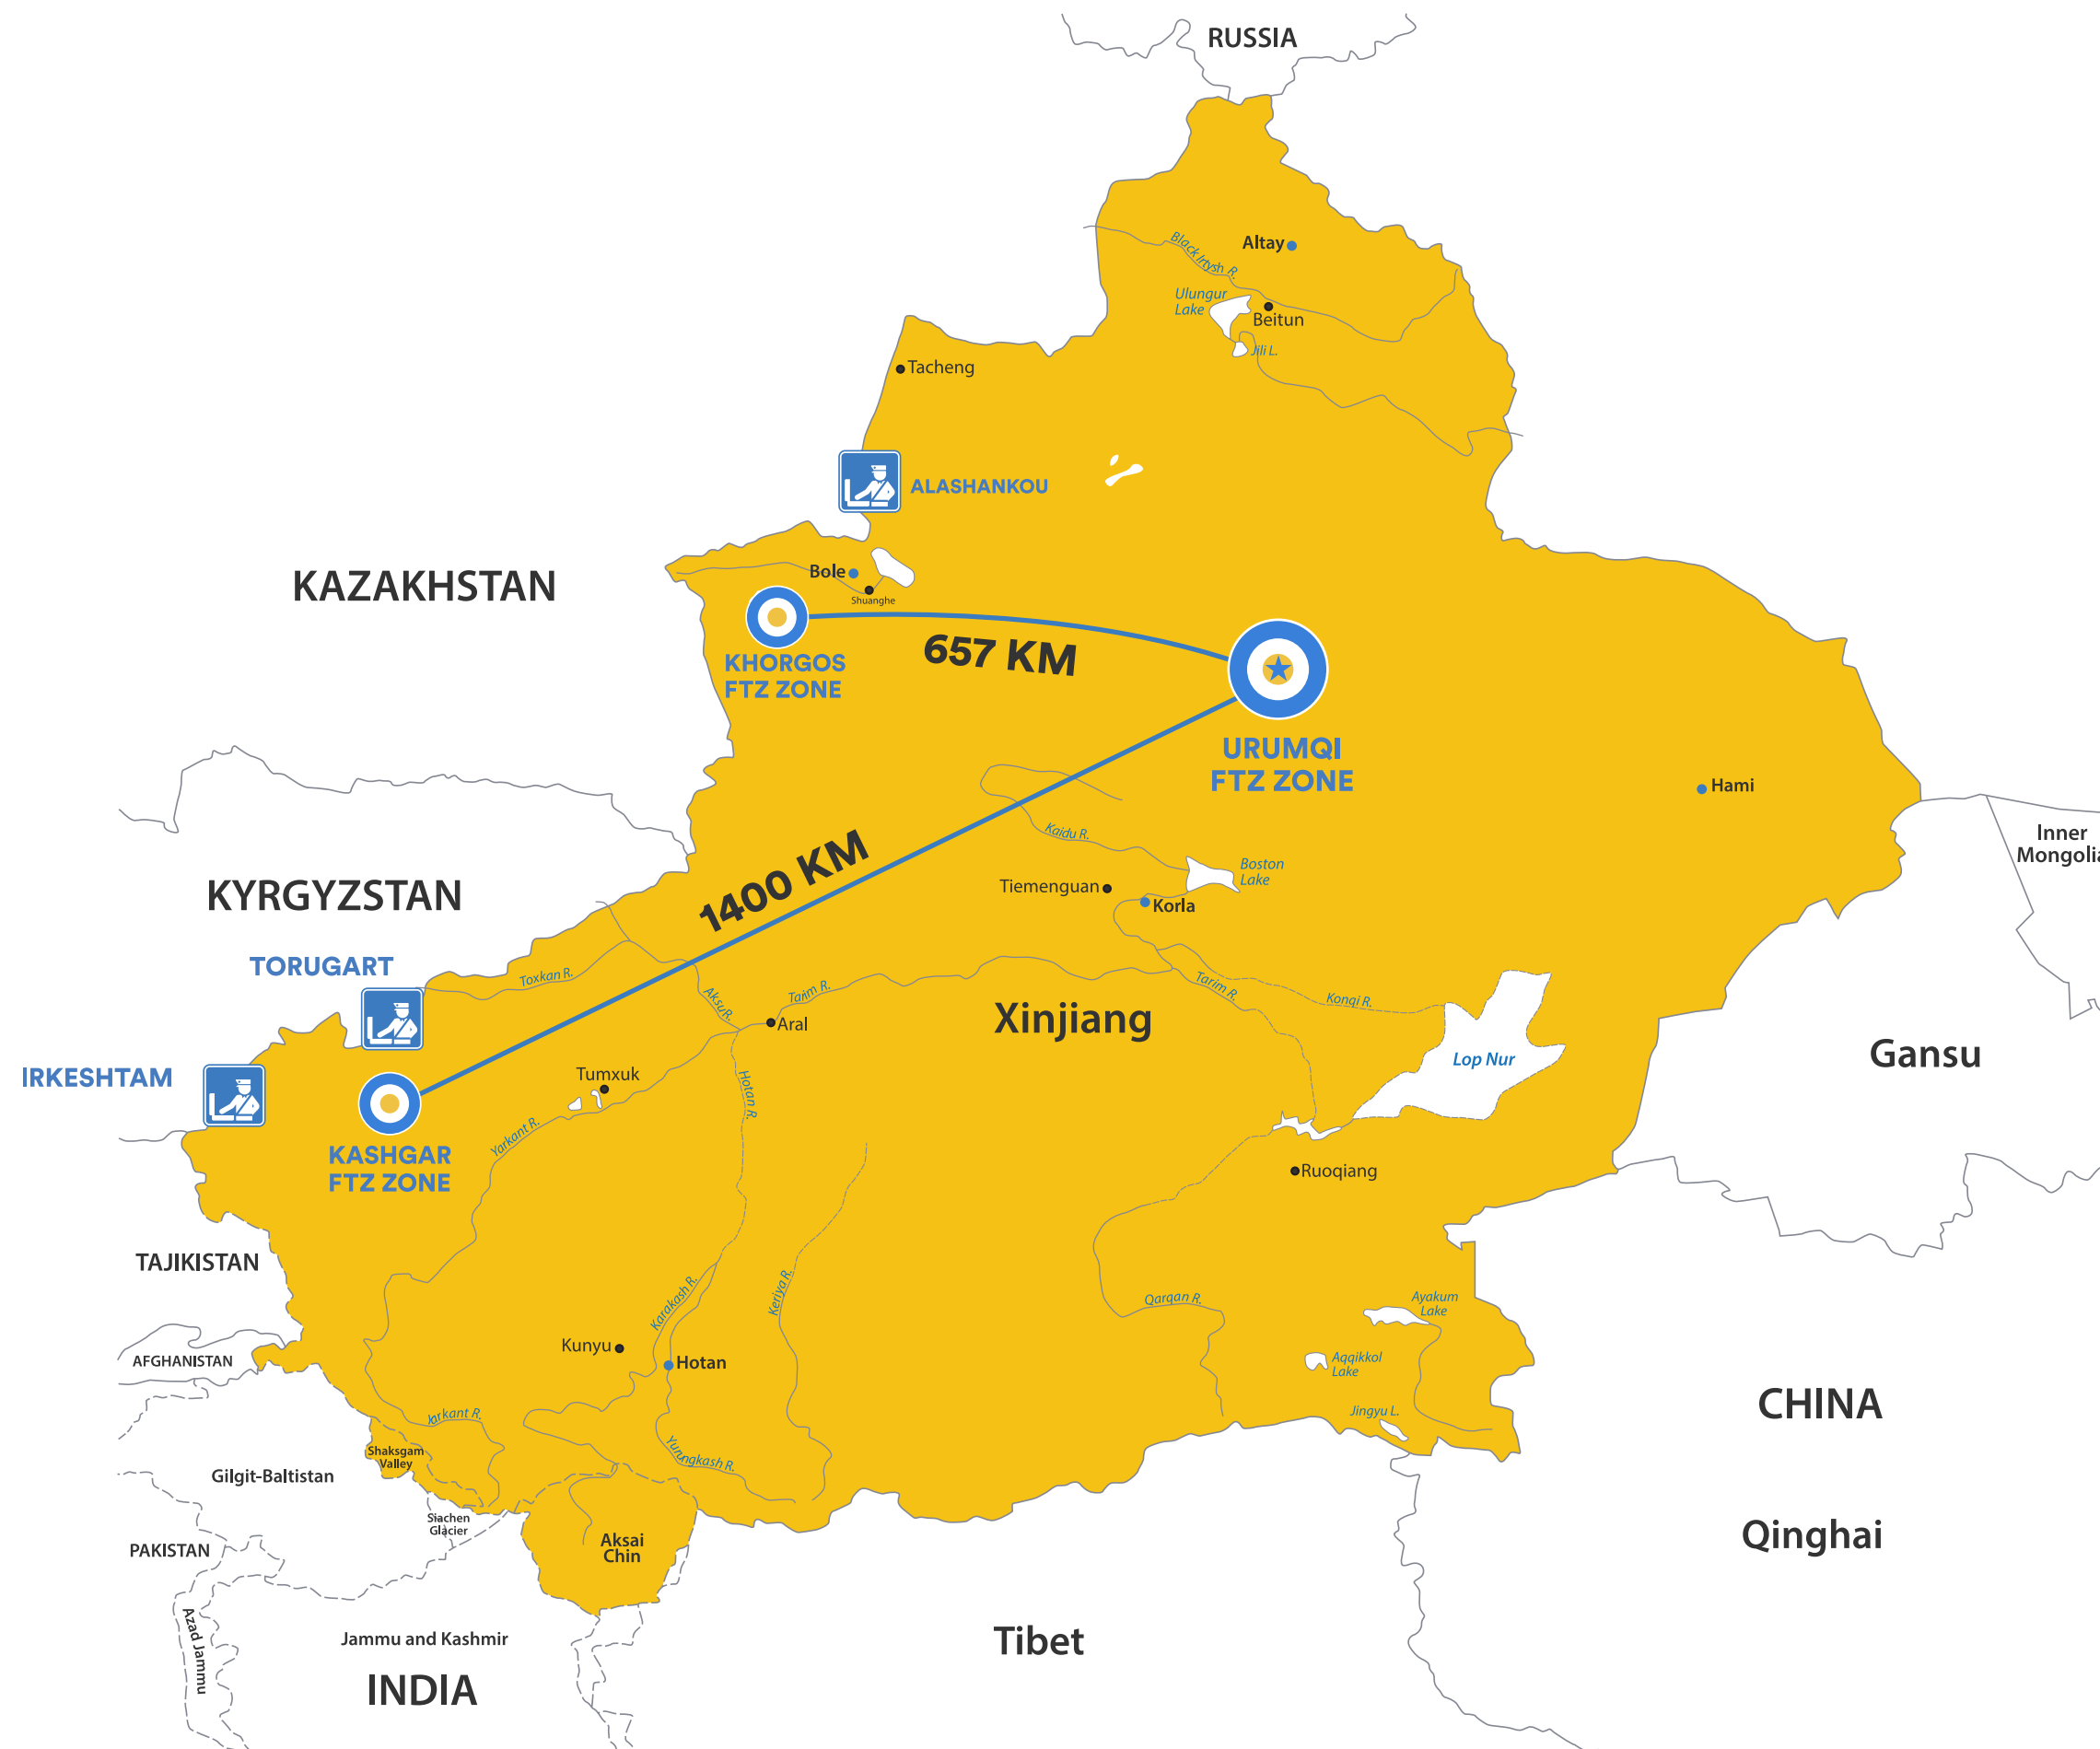 RUSSIA
Altay
Black Irtysh R.
Ulungur
Lake
Beitun
Jili L.
Tacheng
ALASHANKOU
KAZAKHSTAN
Bole
Shuanghe
KHORGOS
FTZ ZONE
657 KM
URUMQI
FTZ ZONE
Hami
Inner
Mongolia
Kaidu R.
Boston
Lake
1400 KM
Tiemenguan
Korla
KYRGYZSTAN
TORUGART
Toxkan R.
Aksu R.
Taim R.
Aral
Tarim R.
Konqi R.
Xinjiang
Lop Nur
Gansu
IRKESHTAM
Tumxuk
Hotan R.
KASHGAR
FTZ ZONE
Yarkant R.
Ruoqiang
TAJIKISTAN
Karakash R.
Keriya R.
Qarqan R.
Ayakum
Lake
AFGHANISTAN
Kunyu
Hotan
Aqqikkol
Lake
Jingyu L.
CHINA
Iarkant R.
Shaksgam
Valley
Yurungkash R.
Gilgit-Baltistan
Siachen
Glacier
Aksai
Chin
PAKISTAN
Qinghai
Azad Jammu
Jammu and Kashmir
INDIA
Tibet